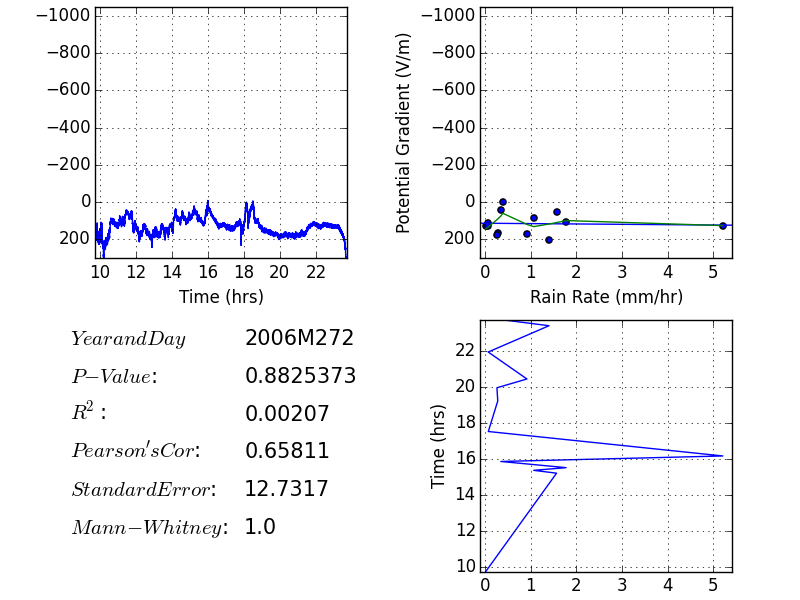 −1000
−800
−600
−400
−200
0
200
10 12 14 16 18 20 22
Time (hrs)
Potential Gradient (V/m)
−1000
−800
−600
−400
−200
0
200
0 1 2 3 4 5
Rain Rate (mm/hr)
YearandDay 2006M272
P−Value: 0.8825373
R² : 0.00207
Pearson'sCor: 0.65811
StandardError: 12.7317
Mann−Whitney: 1.0
Time (hrs)
22
20
18
16
14
12
10
0 1 2 3 4 5